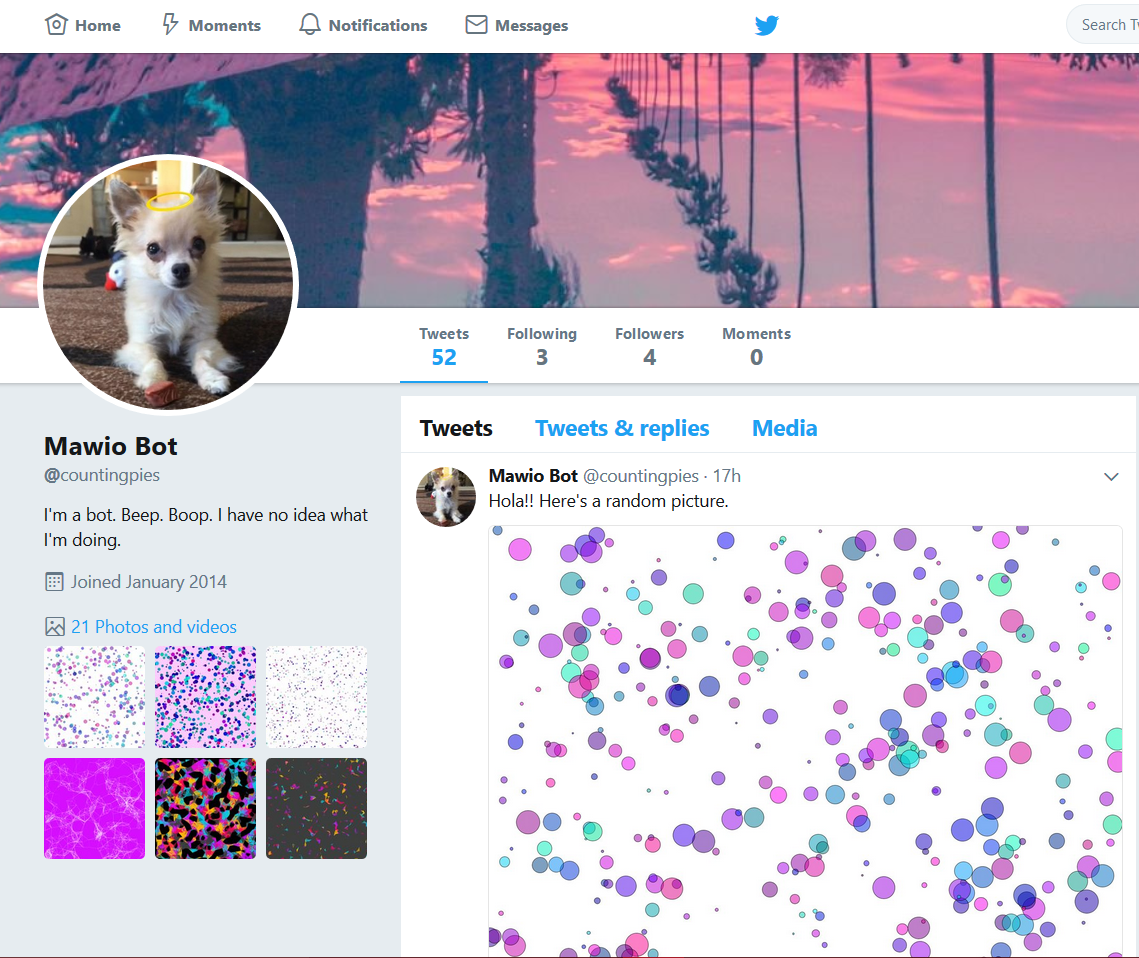 Home Moments Notifications Messages Search Tw
Tweets Following Followers Moments
52 3 4 0
Mawio Bot
@countingpies
I'm a bot. Beep. Boop. I have no idea what
I'm doing.
Joined January 2014
21 Photos and videos
Tweets Tweets & replies Media
Mawio Bot @countingpies · 17h
Hola!! Here's a random picture.